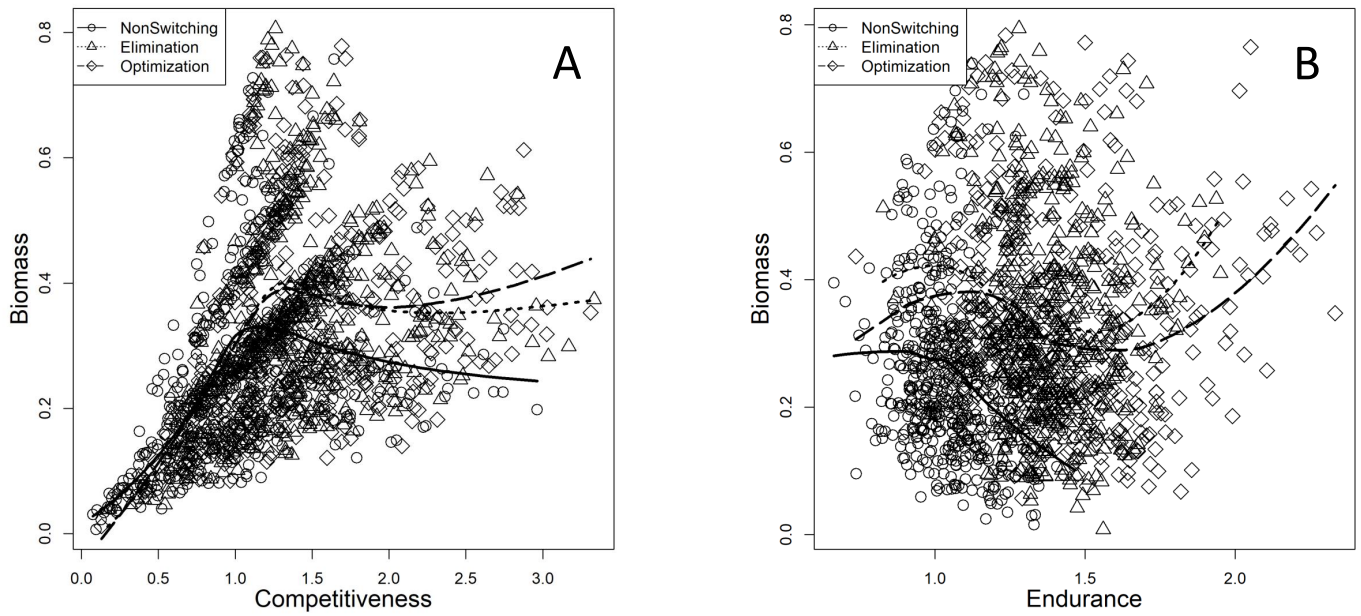 NonSwitching
Elimination
Optimization
A
Biomass
0.0
0.2
0.4
0.6
0.8
0.0 0.5 1.0 1.5 2.0 2.5 3.0
Competitiveness
NonSwitching
Elimination
Optimization
B
Biomass
0.0
0.2
0.4
0.6
0.8
1.0 1.5 2.0
Endurance